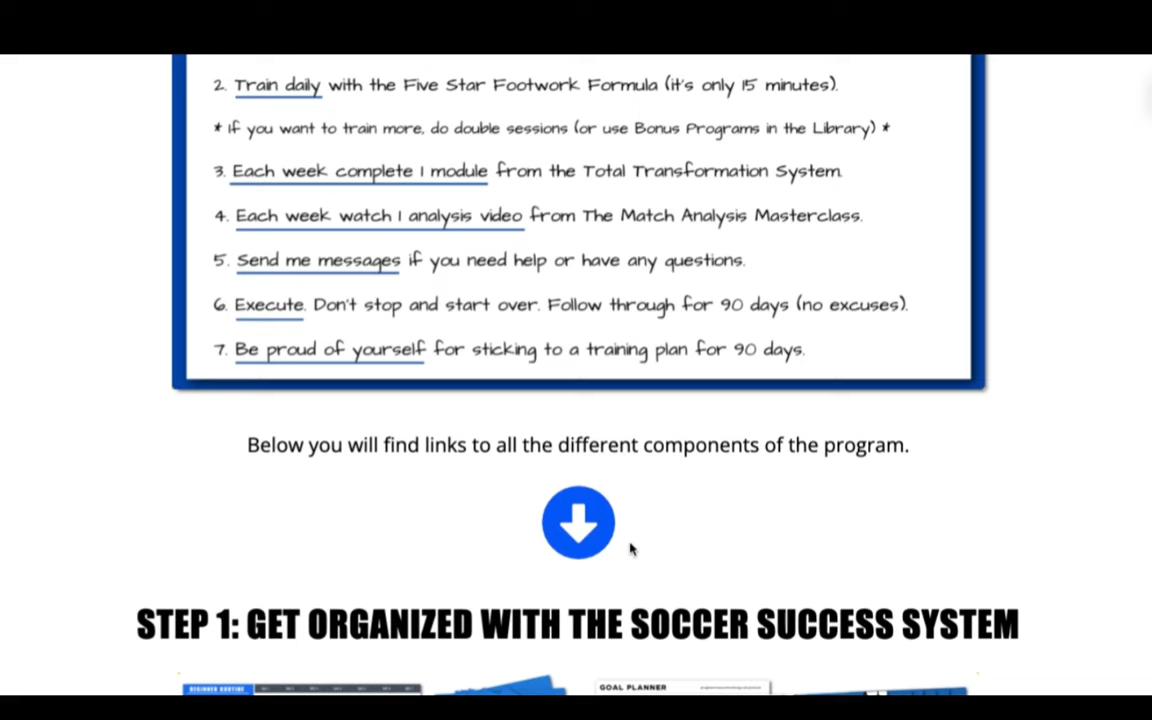 2. Train daily with the Five Star Footwork Formula (it's only 15 minutes).
* If you want to train more, do double sessions (or use Bonus Programs in the Library) *
3. Each week complete 1 module from the Total Transformation System.
4. Each week watch 1 analysis video from The Match Analysis Masterclass.
5. Send me messages if you need help or have any questions.
6. Execute. Don't stop and start over. Follow through for 90 days (no excuses).
7. Be proud of yourself for sticking to a training plan for 90 days.
Below you will find links to all the different components of the program.
STEP 1: GET ORGANIZED WITH THE SOCCER SUCCESS SYSTEM
BEGINNER ROUTINE
GOAL PLANNER